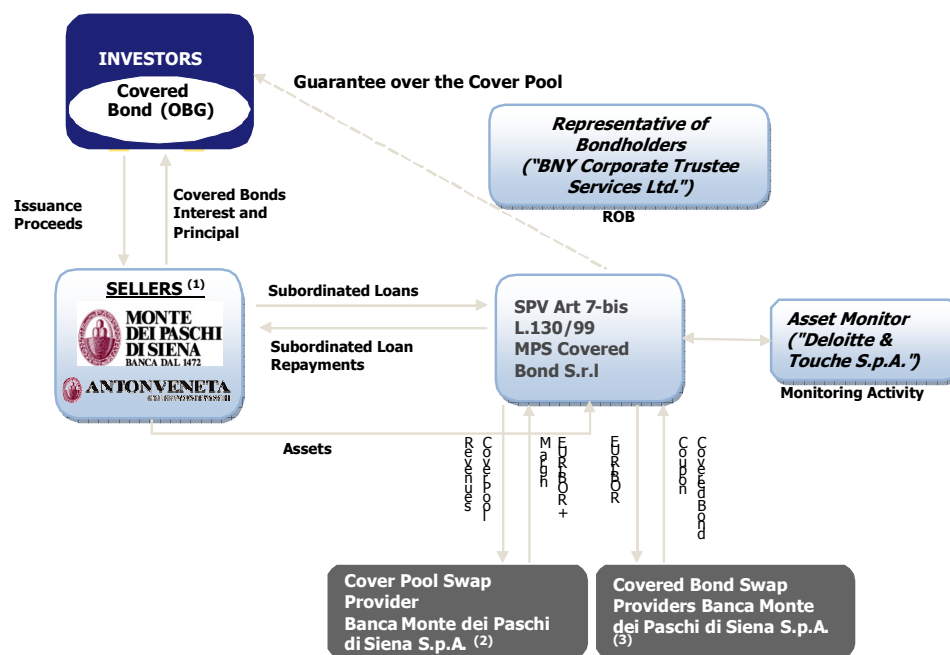 INVESTORS
Covered
Bond (OBG)
Guarantee over the Cover Pool
Representative of
Bondholders
("BNY Corporate Trustee
Services Ltd.")
ROB
Issuance
Proceeds
Covered Bonds
Interest and
Principal
SELLERS (1)
MONTE
DEI PASCHI
DI SIENA
BANCA DAL 1472
ANTONVENETA
Subordinated Loans
Subordinated Loan
Repayments
SPV Art 7-bis
L.130/99
MPS Covered
Bond S.r.l
Asset Monitor
("Deloitte &
Touche S.p.A.")
Monitoring Activity
Assets
Cover Pool
Revenues
EURIBOR +
Margin
EURIBOR
Covered Bond
Coupon
Cover Pool Swap
Provider
Banca Monte dei Paschi
di Siena S.p.A. (2)
Covered Bond Swap
Providers Banca Monte
dei Paschi di Siena S.p.A.
(3)